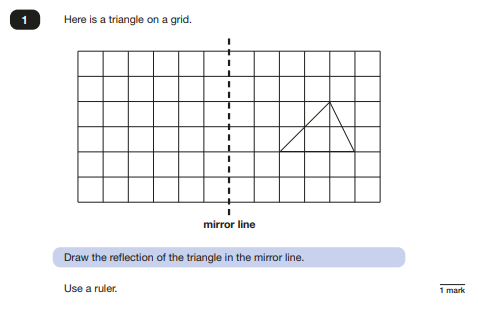 1
Here is a triangle on a grid.
mirror line
Draw the reflection of the triangle in the mirror line.
Use a ruler.
1 mark